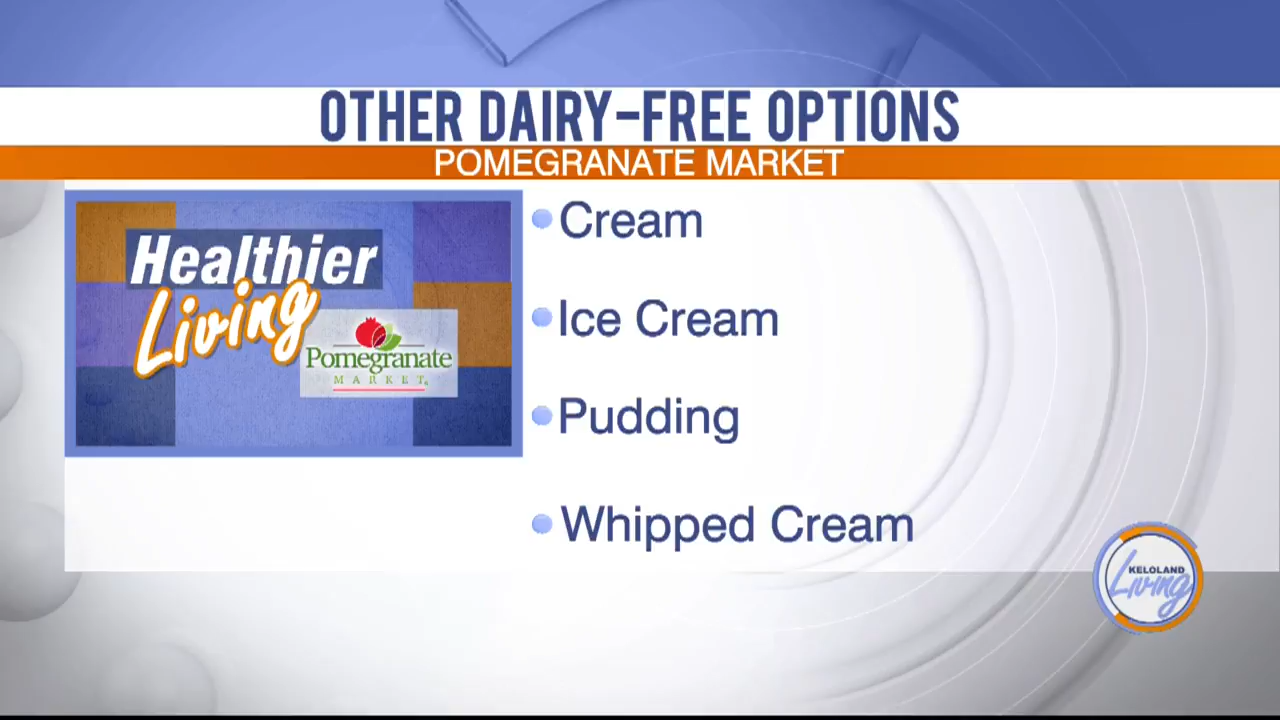 OTHER DAIRY-FREE OPTIONS
POMEGRANATE MARKET
Healthier
Living
Pomegranate
MARKET
Cream
Ice Cream
Pudding
Whipped Cream
KELOLAND
Living